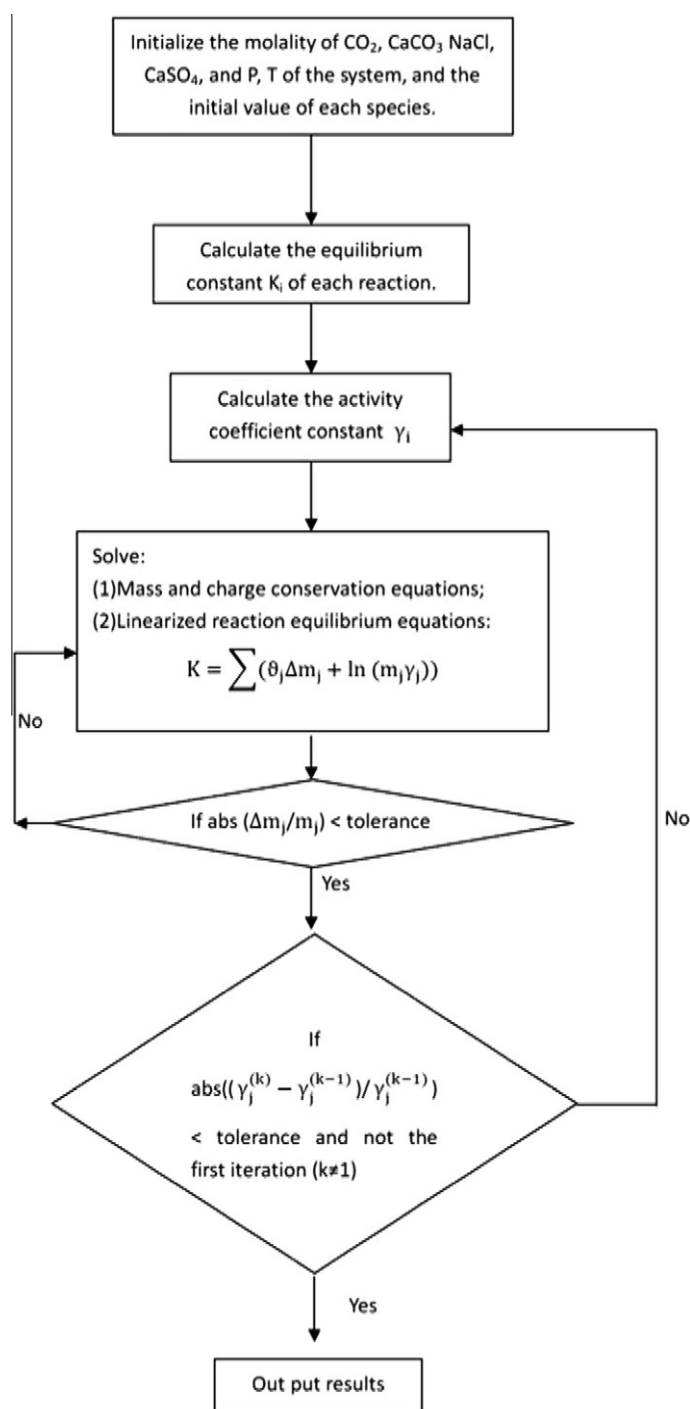 Initialize the molality of CO₂, CaCO₃ NaCl,
CaSO₄, and P, T of the system, and the
initial value of each species.
Calculate the equilibrium
constant Kᵢ of each reaction.
Calculate the activity
coefficient constant γᵢ
Solve:
(1)Mass and charge conservation equations;
(2)Linearized reaction equilibrium equations:
K = ∑(ϑⱼΔmⱼ + ln (mⱼγⱼ))
No
If abs (Δmⱼ/mⱼ) < tolerance
No
Yes
If
abs((γⱼ^(k) − γⱼ^(k−1))/γⱼ^(k−1))
< tolerance and not the
first iteration (k≠1)
Yes
Out put results